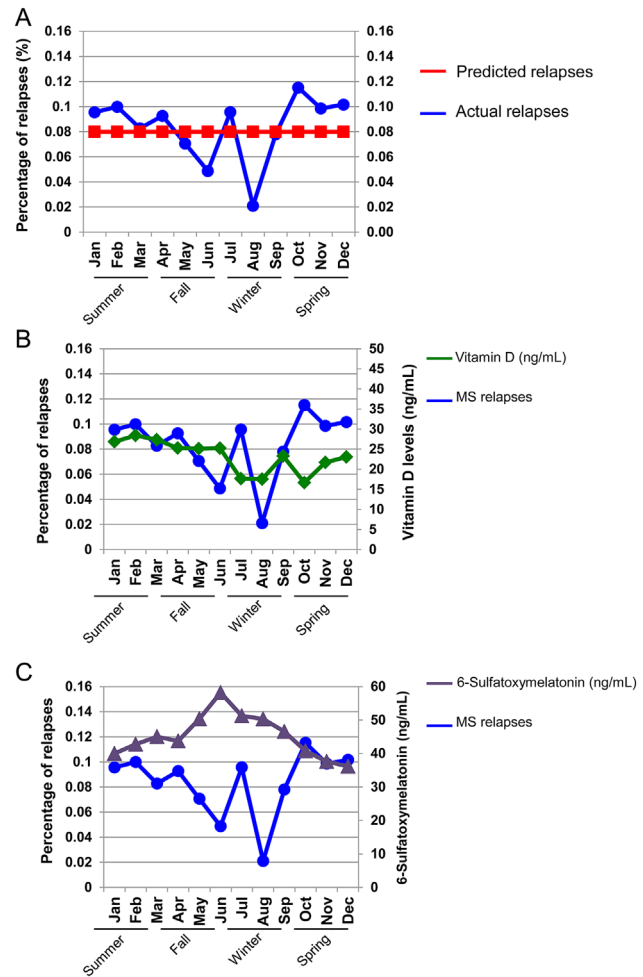 A
Percentage of relapses (%)
0.16 0.16
0.14 0.14
0.12 0.12
0.1 0.10
0.08 0.08
0.06 0.06
0.04 0.04
0.02 0.02
0 0.00
Predicted relapses
Actual relapses
Jan Feb Mar Apr May Jun Jul Aug Sep Oct Nov Dec
Summer Fall Winter Spring
B
Percentage of relapses
0.16
0.14
0.12
0.1
0.08
0.06
0.04
0.02
0
50
45
40
35
30
25
20
15
10
5
0
Vitamin D levels (ng/mL)
Vitamin D (ng/mL)
MS relapses
Jan Feb Mar Apr May Jun Jul Aug Sep Oct Nov Dec
Summer Fall Winter Spring
C
Percentage of relapses
0.16
0.14
0.12
0.1
0.08
0.06
0.04
0.02
0
60
50
40
30
20
10
0
6-Sulfatoxymelatonin (ng/mL)
6-Sulfatoxymelatonin (ng/mL)
MS relapses
Jan Feb Mar Apr May Jun Jul Aug Sep Oct Nov Dec
Summer Fall Winter Spring